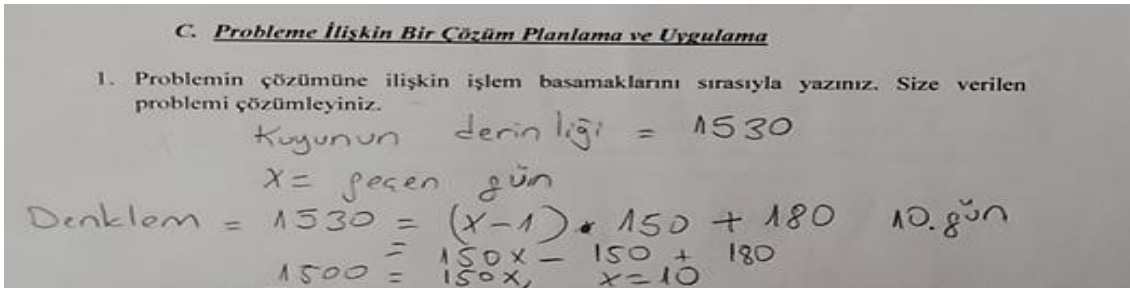 C. Probleme İlişkin Bir Çözüm Planlama ve Uygulama
1. Problemin çözümüne ilişkin işlem basamaklarını sırasıyla yazınız. Size verilen
problemi çözümleyiniz.
Kuyunun derinliği = 1530
x = geçen gün
Denklem = 1530 = (x-1) • 150 + 180 10. gün
= 150x - 150 + 180
1500 = 150x, x=10